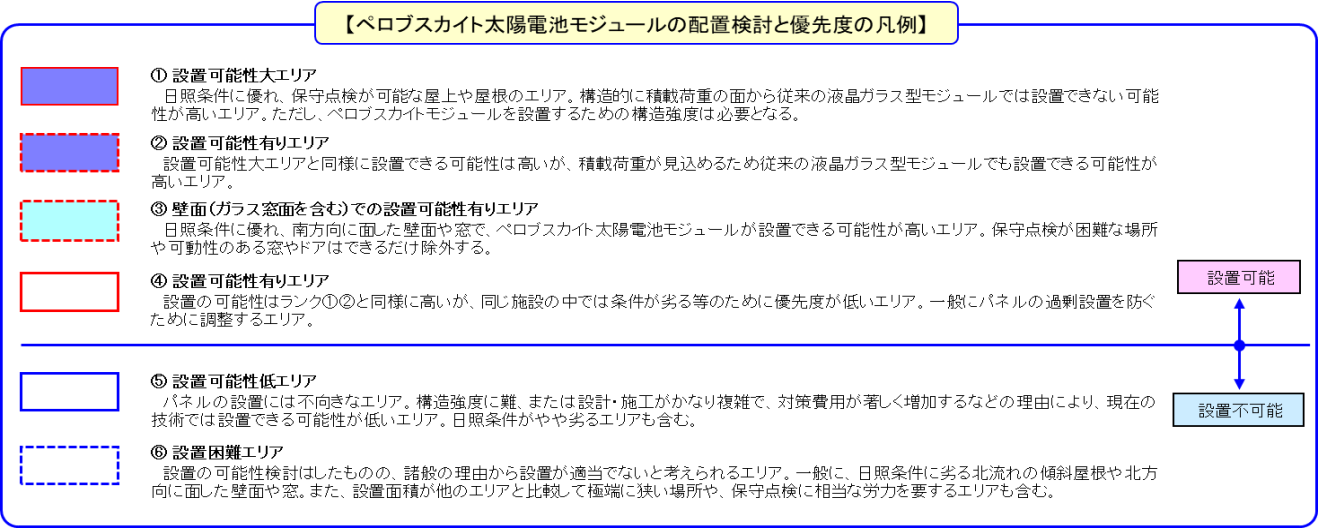 【ペロブスカイト太陽電池モジュールの配置検討と優先度の凡例】
① 設置可能性大エリア
日照条件に優れ、保守点検が可能な屋上や屋根のエリア。構造的に積載荷重の面から従来の液晶ガラス型モジュールでは設置できない可能
性が高いエリア。ただし、ペロブスカイトモジュールを設置するための構造強度は必要となる。
② 設置可能性有りエリア
設置可能性大エリアと同様に設置できる可能性は高いが、積載荷重が見込めるため従来の液晶ガラス型モジュールでも設置できる可能性が
高いエリア。
③ 壁面(ガラス窓面を含む)での設置可能性有りエリア
日照条件に優れ、南方向に面した壁面や窓で、ペロブスカイト太陽電池モジュールが設置できる可能性が高いエリア。保守点検が困難な場所
や可動性のある窓やドアはできるだけ除外する。
④ 設置可能性有りエリア
設置の可能性はランク①②と同様に高いが、同じ施設の中では条件が劣る等のために優先度が低いエリア。一般にパネルの過剰設置を防ぐ
ために調整するエリア。
設置可能
⑤ 設置可能性低エリア
パネルの設置には不向きなエリア。構造強度に難、または設計・施工がかなり複雑で、対策費用が著しく増加するなどの理由により、現在の
技術では設置できる可能性が低いエリア。日照条件がやや劣るエリアも含む。
設置不可能
⑥ 設置困難エリア
設置の可能性検討はしたものの、諸般の理由から設置が適当でないと考えられるエリア。一般に、日照条件に劣る北流れの傾斜屋根や北方
向に面した壁面や窓。また、設置面積が他のエリアと比較して極端に狭い場所や、保守点検に相当な労力を要するエリアも含む。